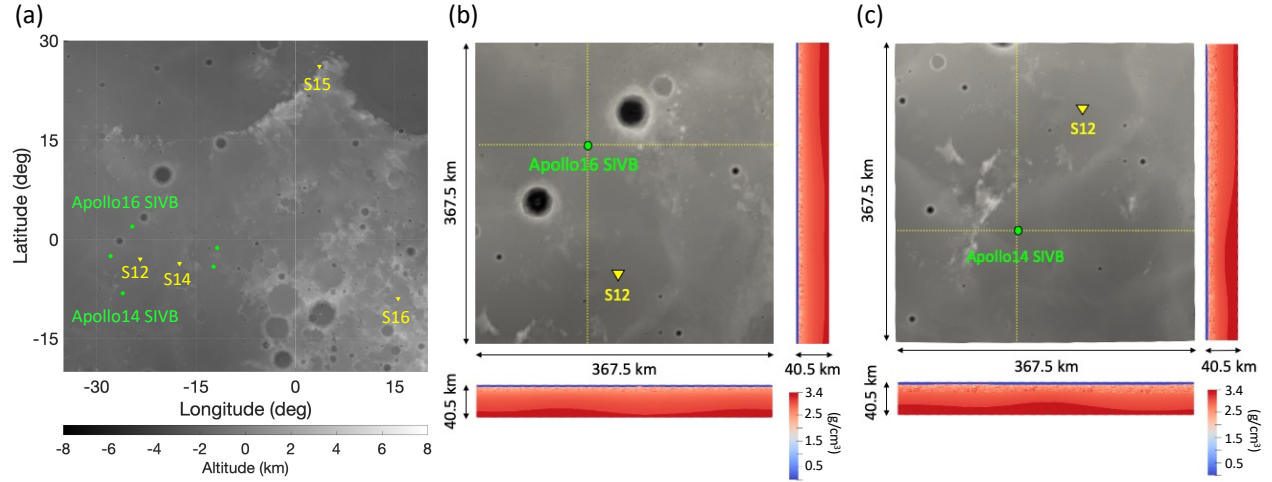 (a)
30
15
0
-15
Latitude (deg)
S15
Apollo16 SIVB
S12
S14
Apollo14 SIVB
S16
-30
-15
0
15
Longitude (deg)
-8
-6
-4
-2
0
2
4
6
8
Altitude (km)
(b)
367.5 km
Apollo16 SIVB
S12
367.5 km
40.5 km
40.5 km
3.4
2.5
1.5
0.5
(g/cm³)
(c)
367.5 km
S12
Apollo14 SIVB
367.5 km
40.5 km
40.5 km
3.4
2.5
1.5
0.5
(g/cm³)